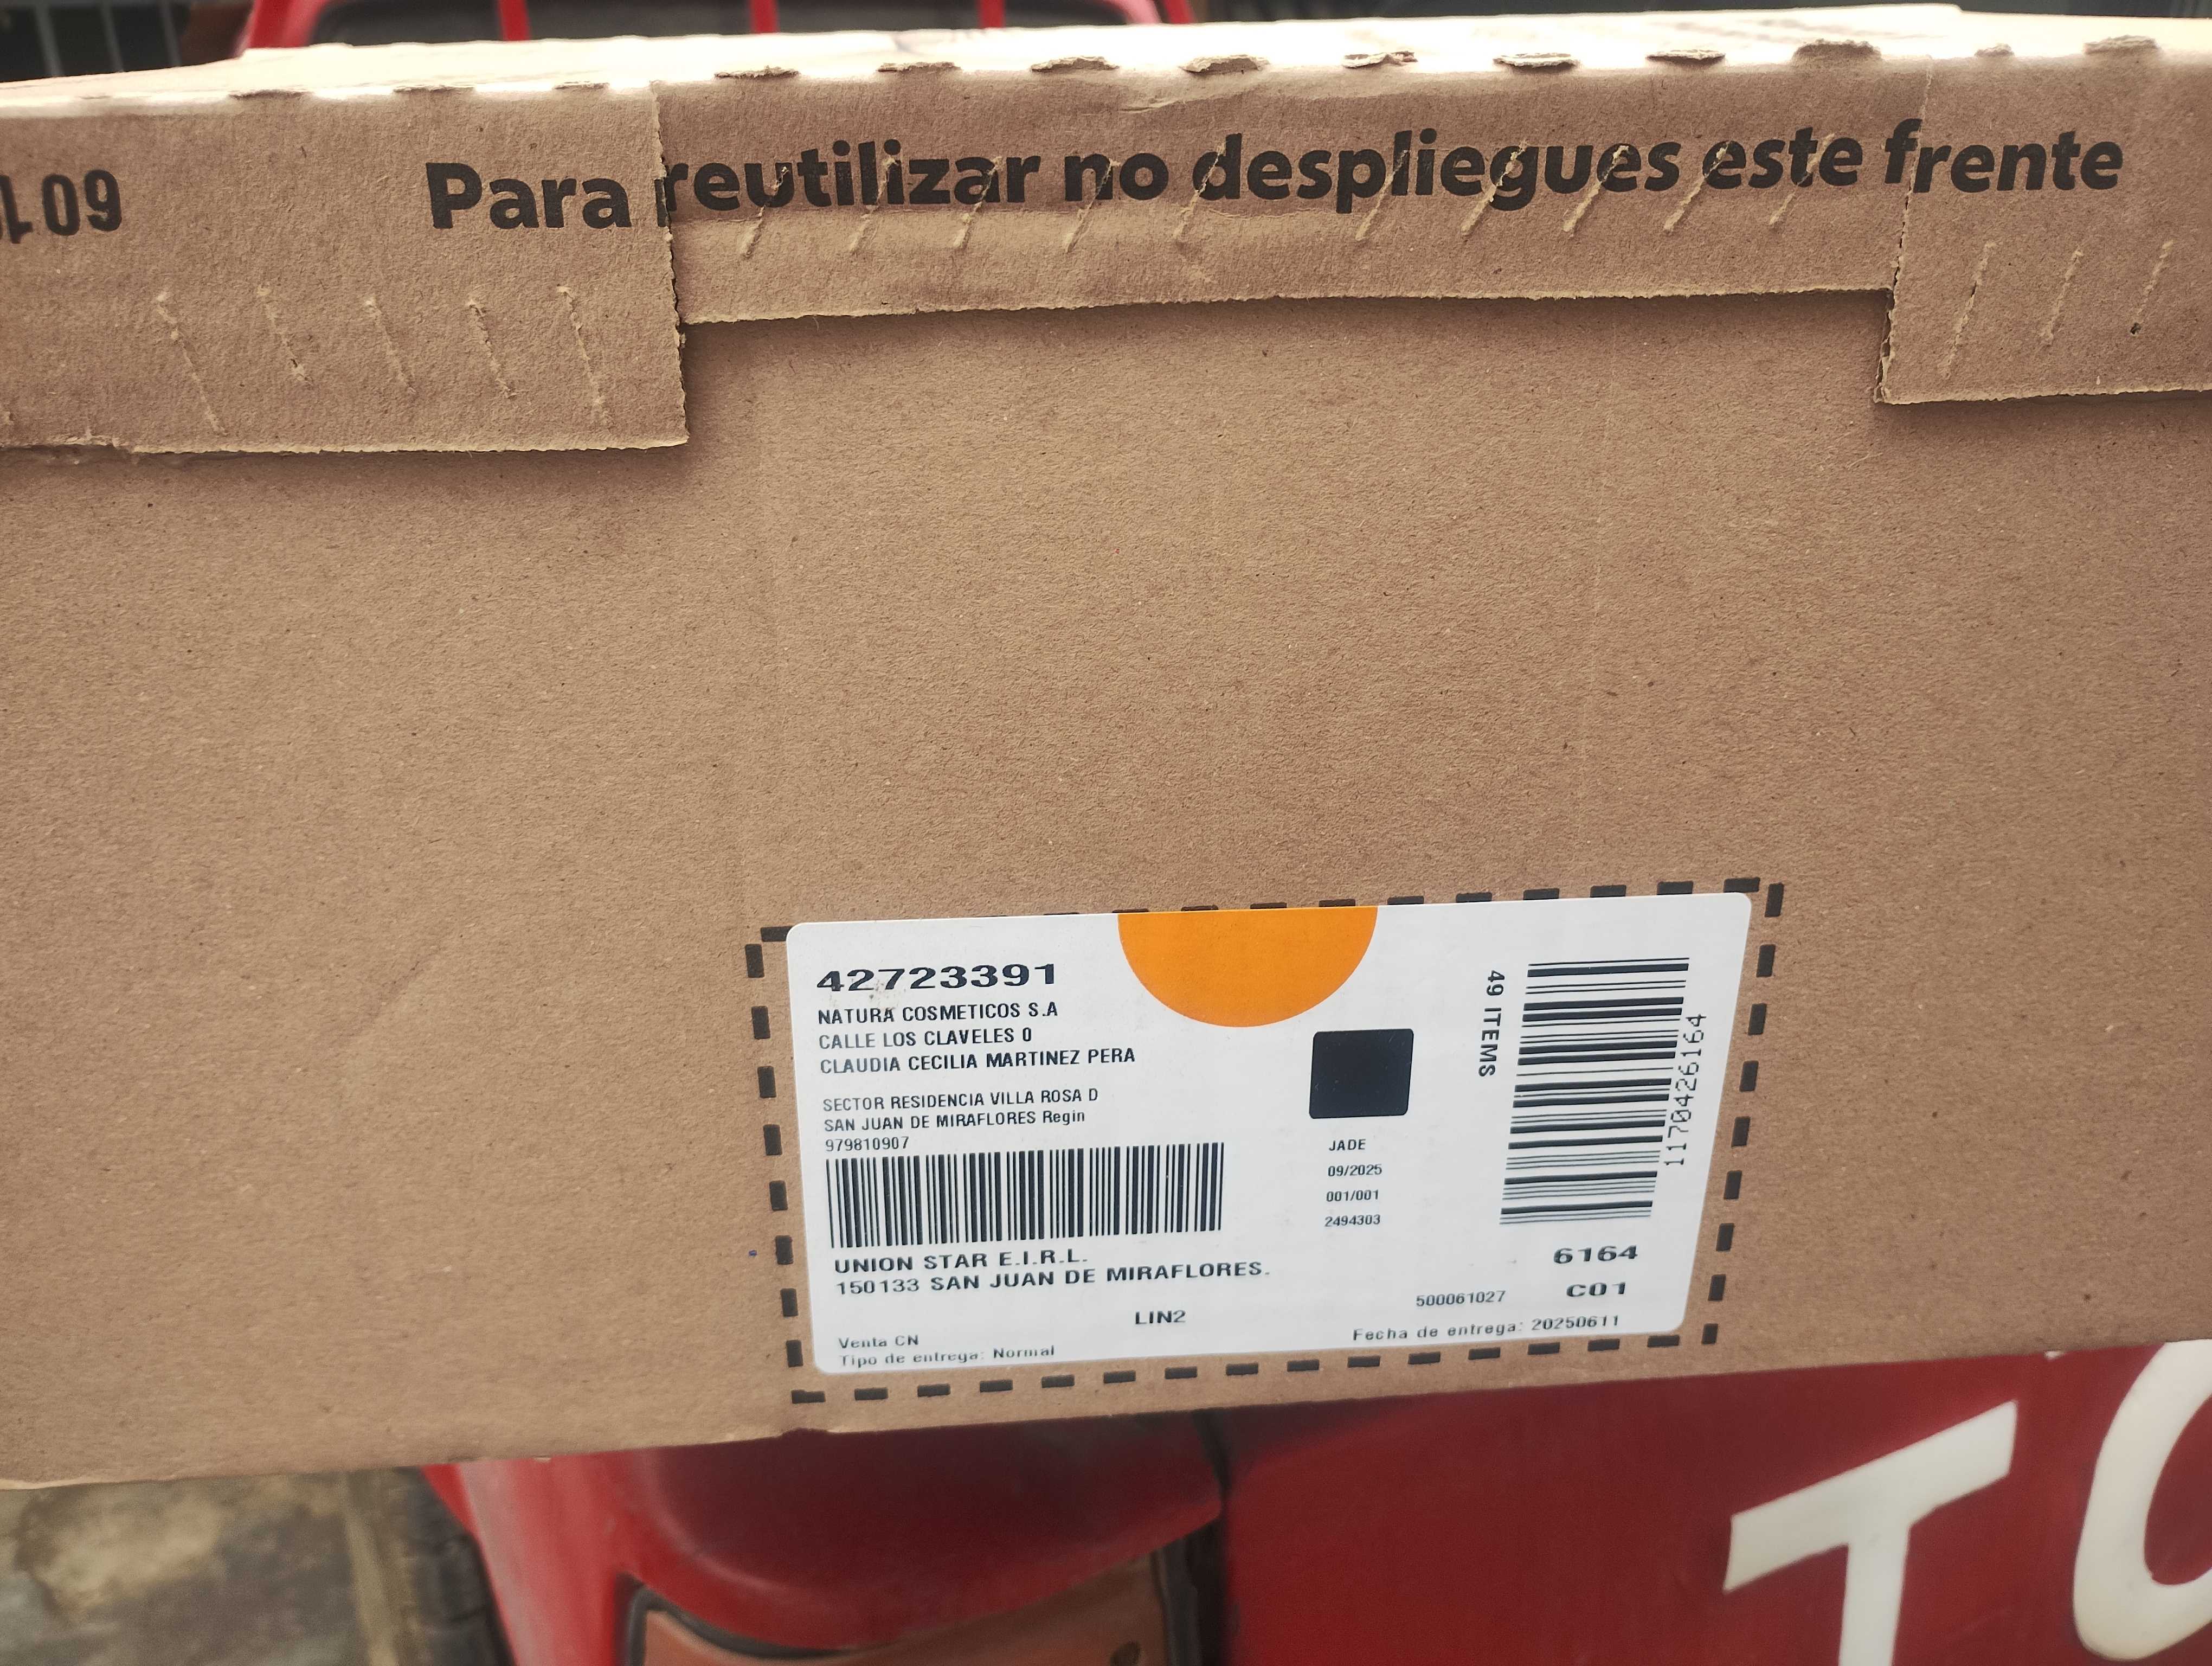 Para reutilizar no despliegues este frente
42723391
NATURA COSMETICOS S.A
CALLE LOS CLAVELES 0
CLAUDIA CECILIA MARTINEZ PERA
SECTOR RESIDENCIA VILLA ROSA D
SAN JUAN DE MIRAFLORES Regin
979810907
UNION STAR E.I.R.L.
150133 SAN JUAN DE MIRAFLORES.
LIN2
Venta CN
Tipo de entrega: Normal
JADE
09/2025
001/001
2494303
49 ITEMS
1170426164
6164
C01
500061027
Fecha de entrega: 20250611